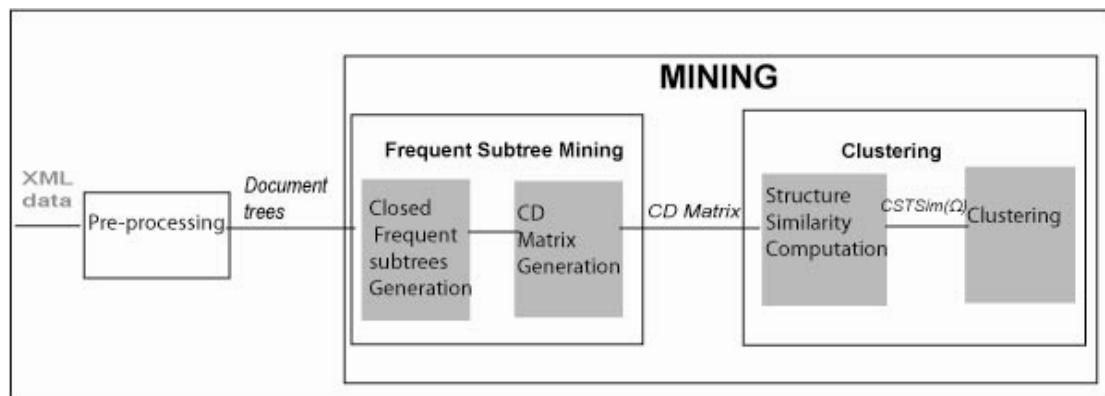 MINING
Frequent Subtree Mining
Clustering
XML
data
Pre-processing
Document
trees
Closed
Frequent
subtrees
Generation
CD
Matrix
Generation
CD Matrix
Structure
Similarity
Computation
CSTSim(Ω)
Clustering